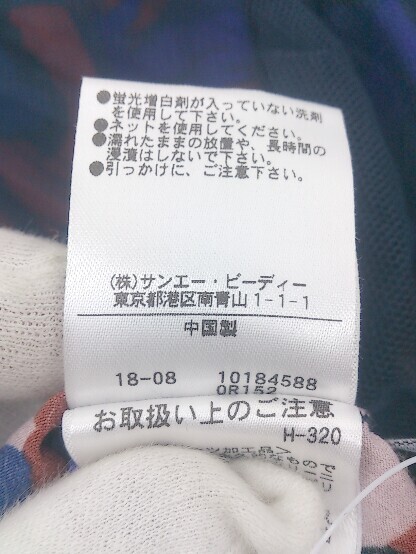 ●蛍光増白剤が入っていない洗剤
を使用して下さい。
●ネットを使用してください。
●濡れたままの放置や、長時間の
浸漬はしないで下さい。
●引っかけに、ご注意下さい。
(株)サンエー・ビーディー
東京都港区南青山1-1-1
中国製
18-08 10184588
0R152
お取扱い上のご注意
H-320